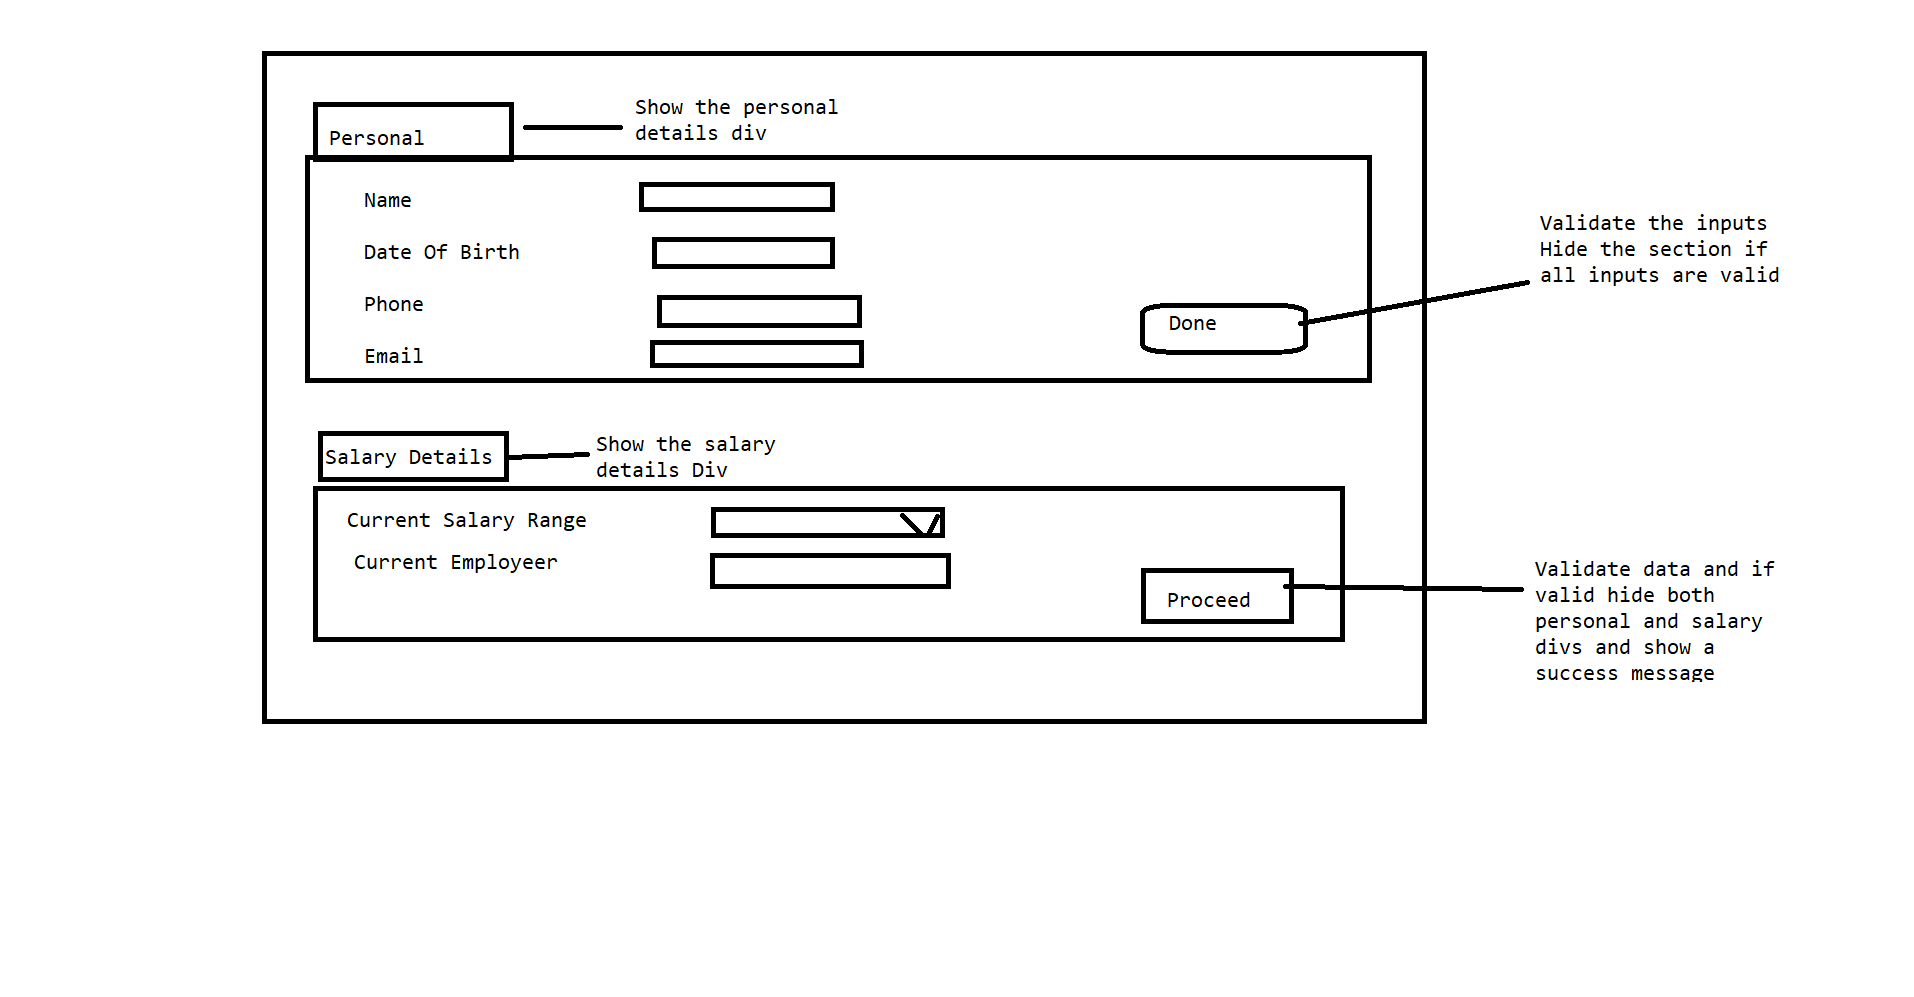 Show the personal
details div
Personal
Name
Date Of Birth
Phone
Email
Done
Validate the inputs
Hide the section if
all inputs are valid
Salary Details
Show the salary
details Div
Current Salary Range
Current Employeer
Proceed
Validate data and if
valid hide both
personal and salary
divs and show a
success message